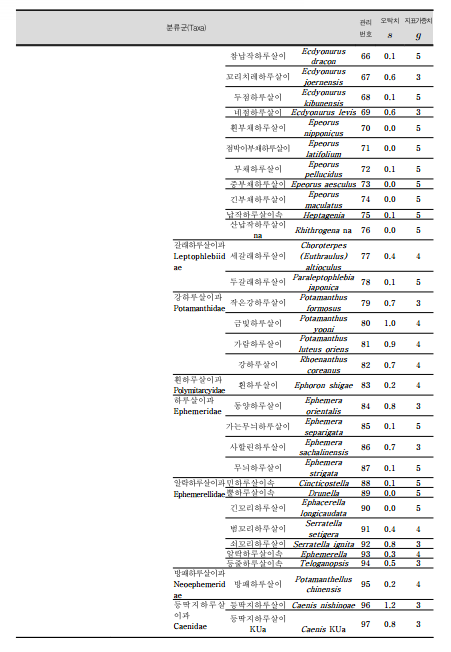 분류군(Taxa) 관리 오탁치 지표가중치
번호 s g
참납작하루살이 Ecdyonurus dracon 66 0.1 5
꼬리치레하루살이 Ecdyonurus joernensis 67 0.6 3
두점하루살이 Ecdyonurus kibunensis 68 0.1 5
네점하루살이 Ecdyonurus levis 69 0.6 3
흰부채하루살이 Epeorus nipponicus 70 0.0 5
점박이부채하루살이 Epeorus latifolium 71 0.0 5
부채하루살이 Epeorus pellucidus 72 0.1 5
중부채하루살이 Epeorus aesculus 73 0.0 5
긴부채하루살이 Epeorus maculatus 74 0.0 5
납작하루살이속 Heptagenia 75 0.1 5
산납작하루살이 na Rhithrogena na 76 0.0 5
갈래하루살이과
Leptophlebiid
ae
세갈래하루살이 Choroterpes (Euthraulus) altioculus 77 0.4 4
두갈래하루살이 Paraleptophlebia japonica 78 0.1 5
강하루살이과
Potamanthidae
작은강하루살이 Potamanthus formosus 79 0.7 3
금빛하루살이 Potamanthus yooni 80 1.0 4
가람하루살이 Potamanthus luteus oriens 81 0.9 4
강하루살이 Rhoenanthus coreanus 82 0.7 4
흰하루살이과
Polymitarcyidae
흰하루살이 Ephoron shigae 83 0.2 4
하루살이과
Ephemeridae
동양하루살이 Ephemera orientalis 84 0.8 3
가는무늬하루살이 Ephemera separigata 85 0.1 5
사할린하루살이 Ephemera sachalinensis 86 0.7 3
무늬하루살이 Ephemera strigata 87 0.1 5
알락하루살이과
Ephemerellidae
민하루살이속 Cincticostella 88 0.1 5
뿔하루살이속 Drunella 89 0.0 5
긴꼬리하루살이 Ephacerella longicaudata 90 0.0 5
범꼬리하루살이 Serratella setigera 91 0.4 4
쇠꼬리하루살이 Serratella ignita 92 0.8 3
알락하루살이속 Ephemerella 93 0.3 4
등줄하루살이속 Teloganopsis 94 0.5 3
방패하루살이과
Neoephemerid
ae
방패하루살이 Potamanthellus chinensis 95 0.2 4
등딱지하루살
이과
Caenidae
등딱지하루살이 Caenis nishinoae 96 1.2 3
등딱지하루살이 KUa Caenis KUa 97 0.8 3